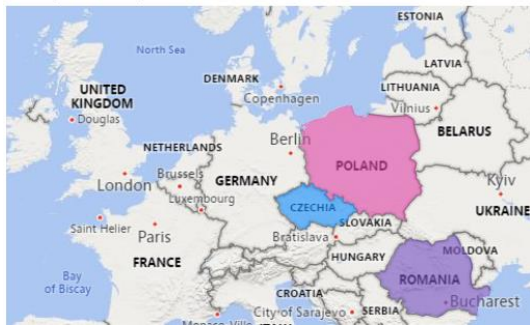 ESTONIA
North Sea
LATVIA
DENMARK
LITHUANIA
UNITED
KINGDOM
Copenhagen
Vilnius
Douglas
BELARUS
Berlin
NETHERLANDS
POLAND
London
Brussels
GERMANY
Kyiv
Luxembourg
CZECHIA
UKRAINE
Saint Helier
Paris
SLOVAKIA
Bratislava
MOLDOVA
FRANCE
HUNGARY
Bay
of Biscay
ROMANIA
CROATIA
Bucharest
City of Sarajevo
SERBIA